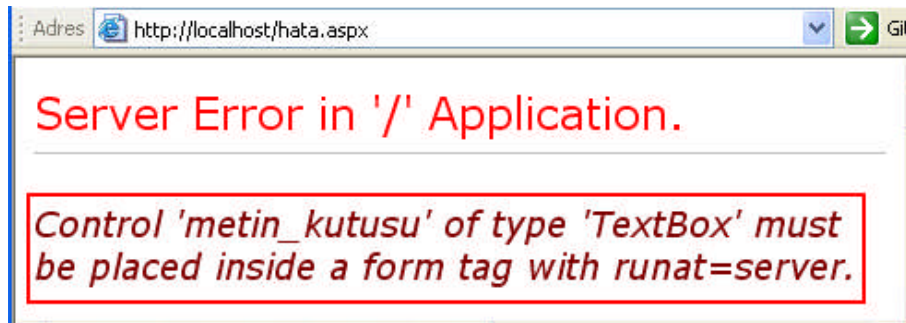 Adres http://localhost/hata.aspx Git
Server Error in '/' Application.
Control 'metin_kutusu' of type 'TextBox' must
be placed inside a form tag with runat=server.